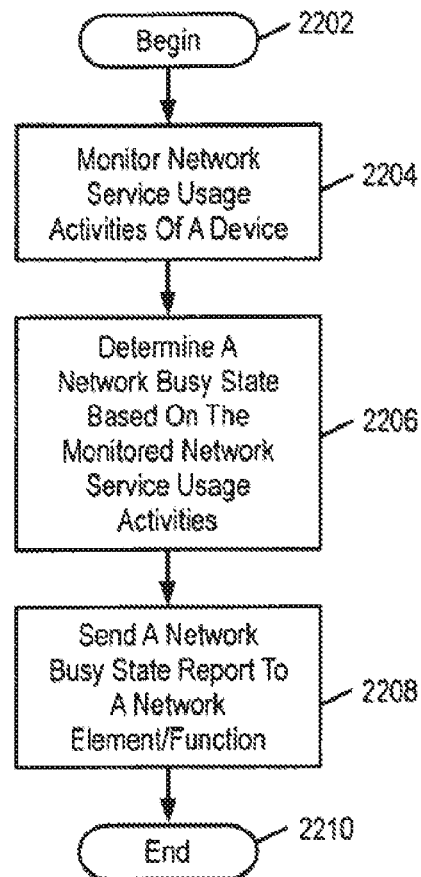 Begin
2202
Monitor Network
Service Usage
Activities Of A Device
2204
Determine A
Network Busy State
Based On The
Monitored Network
Service Usage
Activities
2206
Send A Network
Busy State Report To
A Network
Element/Function
2208
End
2210